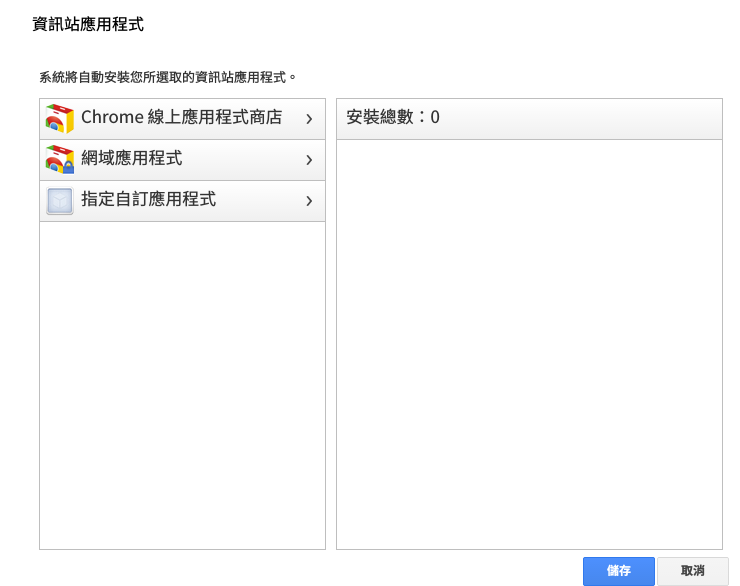 資訊站應用程式
系統將自動安裝您所選取的資訊站應用程式。
Chrome 線上應用程式商店
安裝總數：0
網域應用程式
指定自訂應用程式
儲存
取消